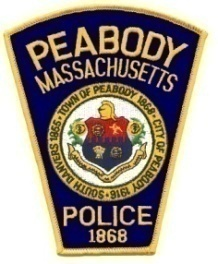 PEABODY
MASSACHUSETTS
SOUTH DANVERS 1855 • TOWN OF PEABODY 1868 • CITY OF PEABODY 1916
POLICE
1868